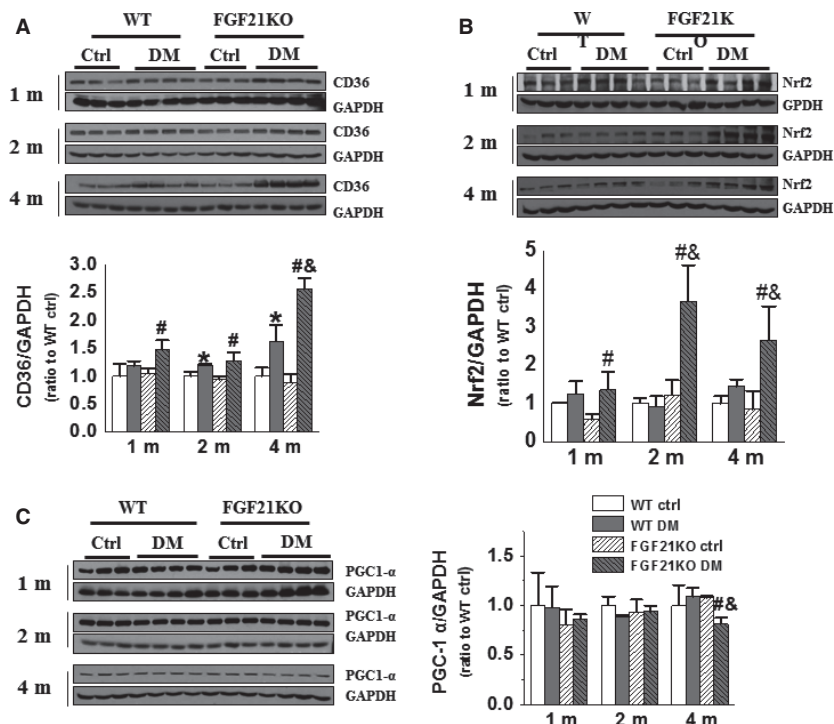 A
WT FGF21KO
Ctrl DM Ctrl DM
1 m
CD36
GAPDH
2 m
CD36
GAPDH
4 m
CD36
GAPDH
CD36/GAPDH
(ratio to WT ctrl)
3.0
2.5
2.0
1.5
1.0
0.5
0.0
#
*
#
*
#&
1 m 2 m 4 m
B
W FGF21K
T O
Ctrl DM Ctrl DM
1 m
Nrf2
GPDH
2 m
Nrf2
GAPDH
4 m
Nrf2
GAPDH
Nrf2/GAPDH
(ratio to WT ctrl)
5
4
3
2
1
0
#
#&
#&
1 m 2 m 4 m
C
WT FGF21KO
Ctrl DM Ctrl DM
1 m
PGC1-α
GAPDH
2 m
PGC1-α
GAPDH
4 m
PGC1-α
GAPDH
WT ctrl
WT DM
FGF21KO ctrl
FGF21KO DM
PGC-1 α/GAPDH
(ratio to WT ctrl)
1.5
1.0
0.5
0.0
#&
1 m 2 m 4 m